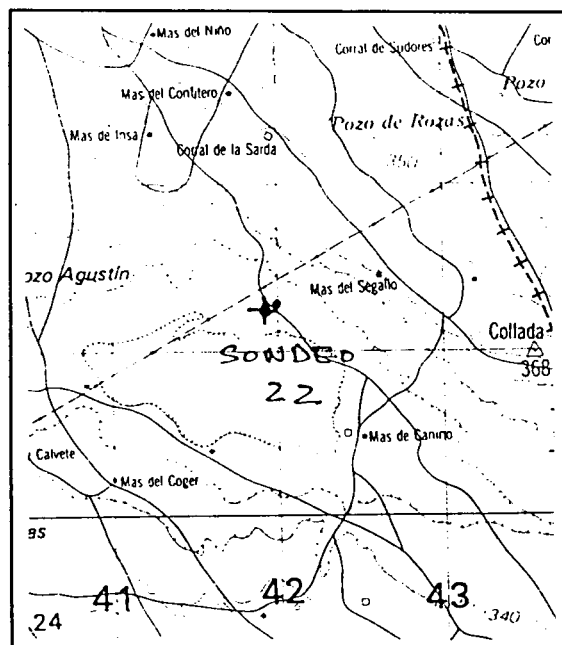 Mas del Niño
Corral de Sudores
Cor
Mas del Confitero
Pozo
Mas de Insa
Pozo de Rozas
Corral de la Sarda
350
ozo Agustín
Mas del Segaño
Collada
SONDEO
22
368
Mas de Canino
Calvete
Mas del Coger
as
41
42
43
24
340